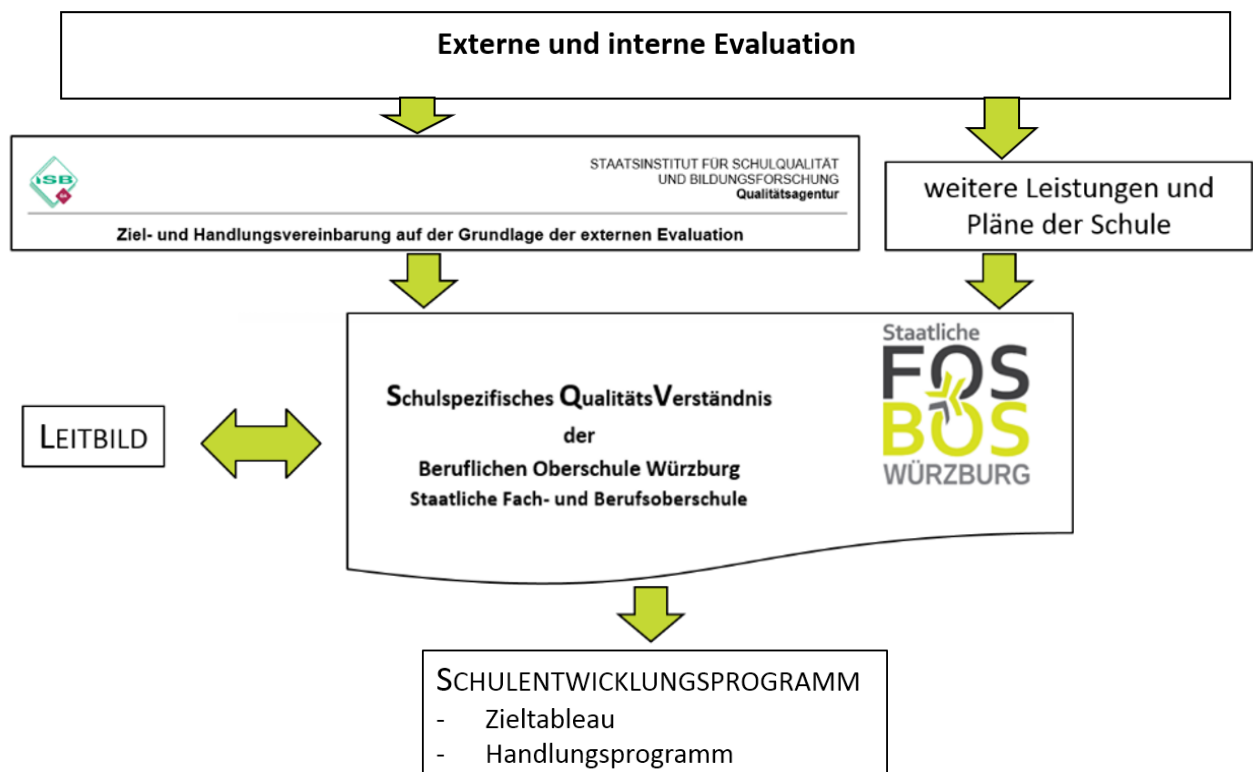 Externe und interne Evaluation
iSB
STAATSINSTITUT FÜR SCHULQUALITÄT
UND BILDUNGSFORSCHUNG
Qualitätsagentur
Ziel- und Handlungsvereinbarung auf der Grundlage der externen Evaluation
weitere Leistungen und
Pläne der Schule
LEITBILD
Schulspezifisches QualitätsVerständnis
der
Beruflichen Oberschule Würzburg
Staatliche Fach- und Berufsoberschule
Staatliche
FOS
BOS
WÜRZBURG
SCHULENTWICKLUNGSPROGRAMM
- Zieltableau
- Handlungsprogramm